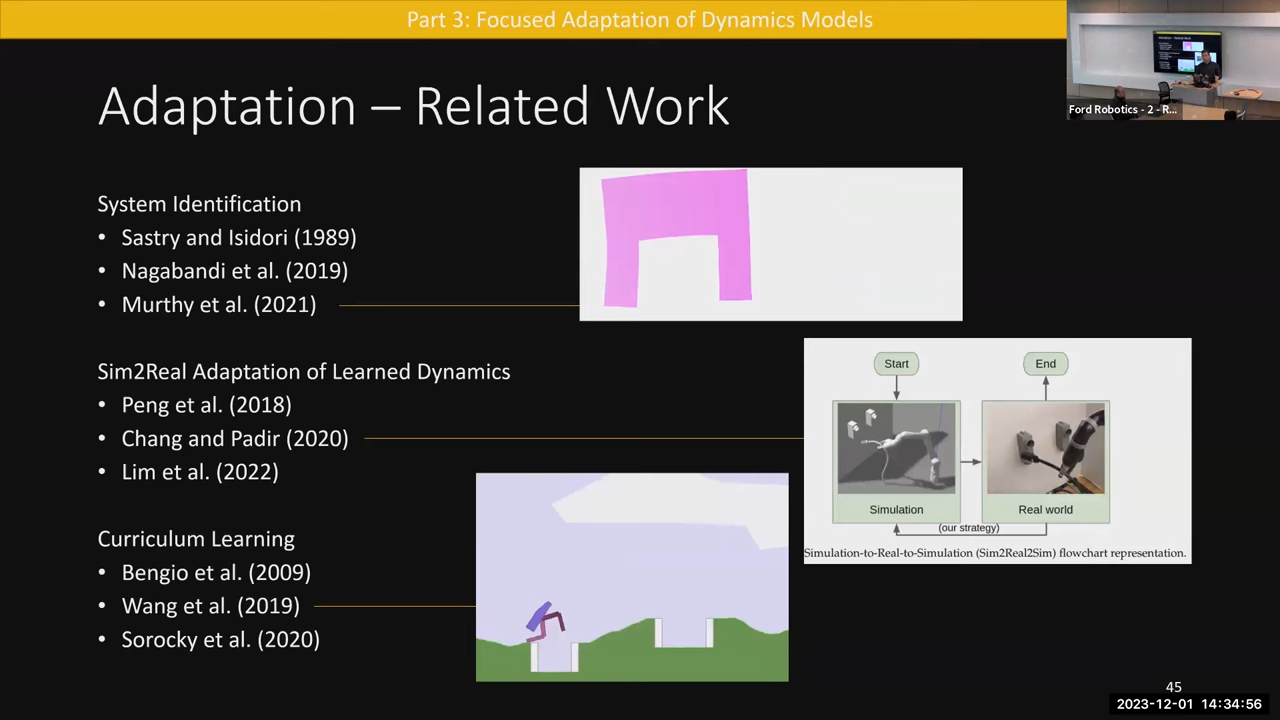 Part 3: Focused Adaptation of Dynamics Models
Ford Robotics - 2 - R...
Adaptation – Related Work
System Identification
• Sastry and Isidori (1989)
• Nagabandi et al. (2019)
• Murthy et al. (2021)
Sim2Real Adaptation of Learned Dynamics
• Peng et al. (2018)
• Chang and Padir (2020)
• Lim et al. (2022)
Start
End
Simulation
Real world
(our strategy)
Simulation-to-Real-to-Simulation (Sim2Real2Sim) flowchart representation.
Curriculum Learning
• Bengio et al. (2009)
• Wang et al. (2019)
• Sorocky et al. (2020)
45
2023-12-01 14:34:56